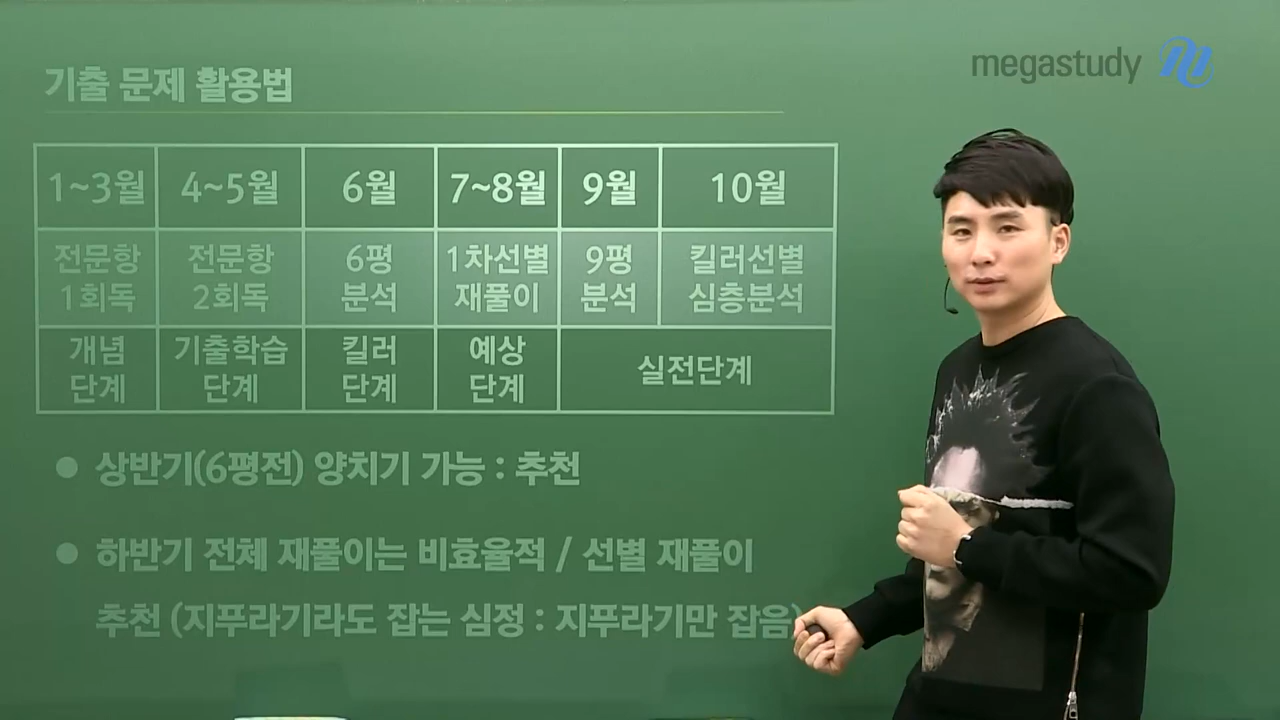 megastudy
기출 문제 활용법
1~3월 4~5월 6월 7~8월 9월 10월
전문항 전문항 6평 1차선별 9평 킬러선별
1회독 2회독 분석 재풀이 분석 심층분석
개념 기출학습 킬러 예상 실전단계
단계 단계 단계 단계
상반기(6평전) 양치기 가능 : 추천
하반기 전체 재풀이는 비효율적 / 선별 재풀이
추천 (지푸라기라도 잡는 심정 : 지푸라기만 잡음)